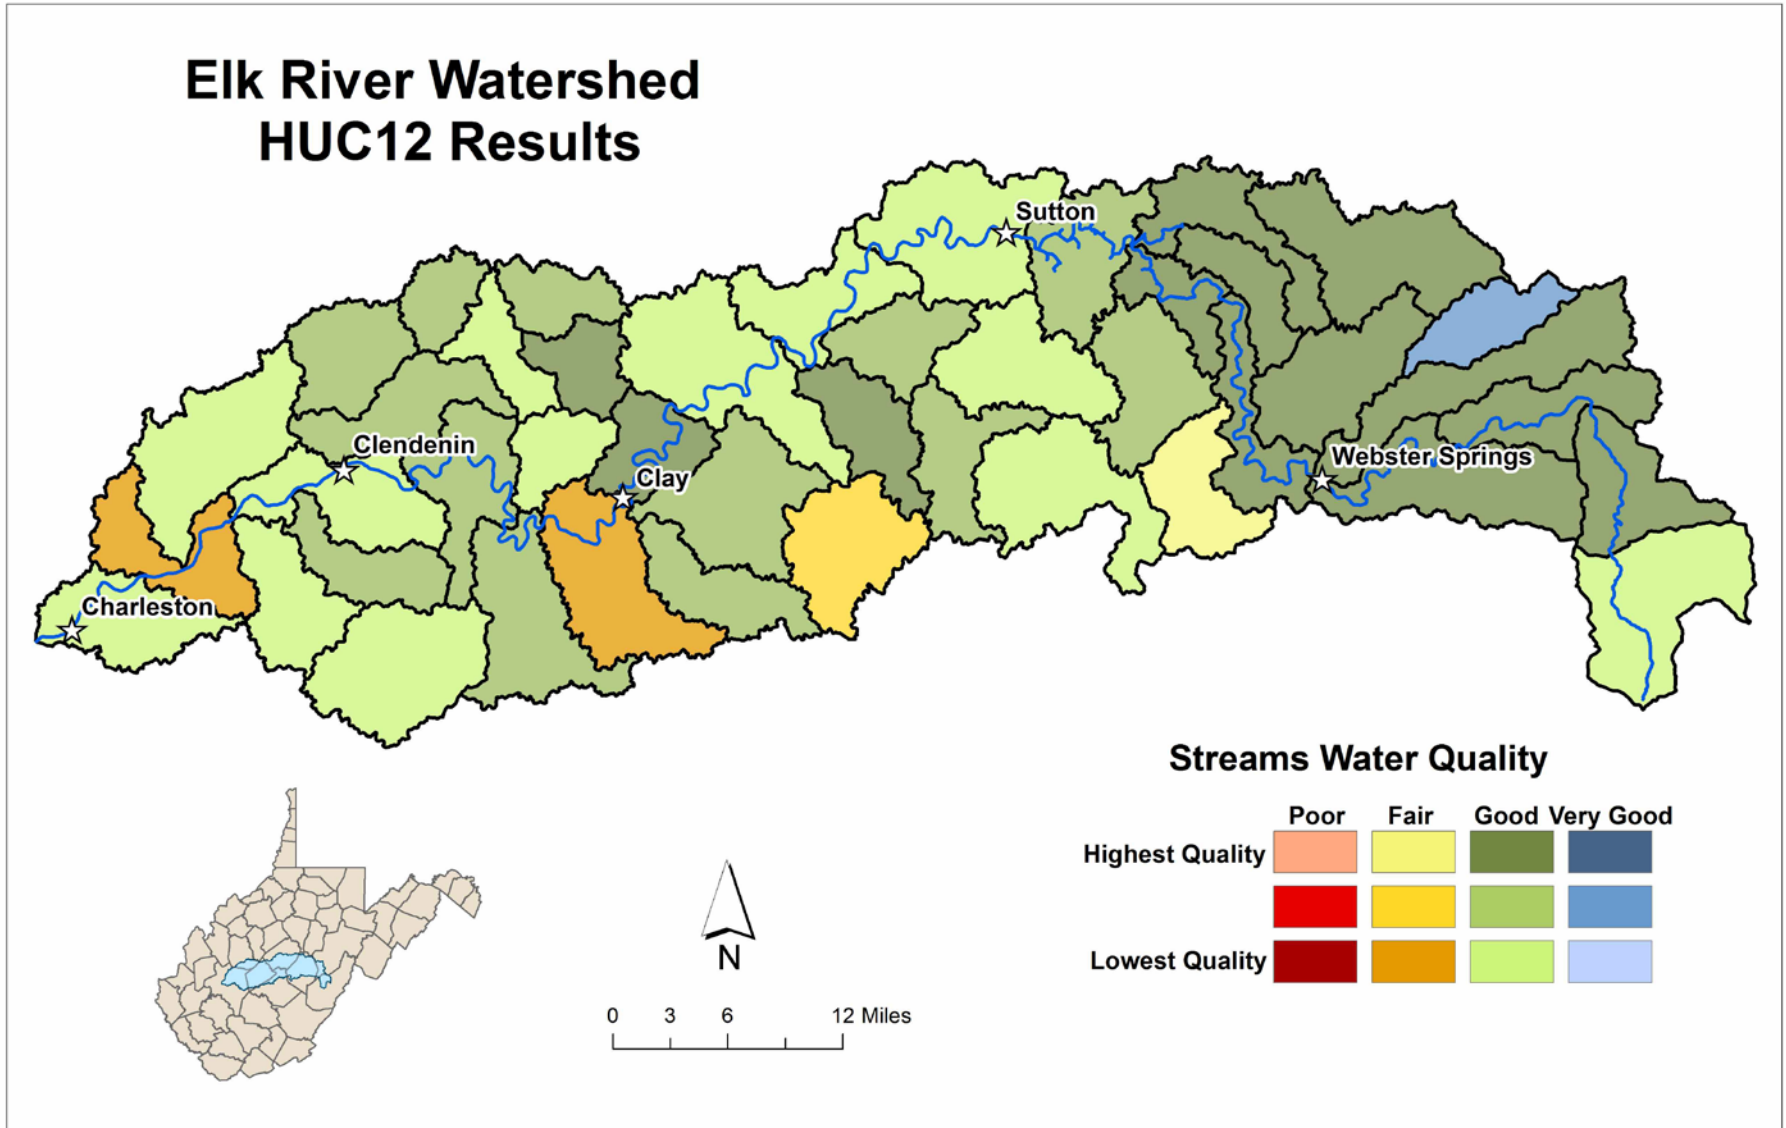 Elk River Watershed
HUC12 Results
Sutton
Clendenin
Clay
Webster Springs
Charleston
Streams Water Quality
Poor Fair Good Very Good
Highest Quality
Lowest Quality
N
0 3 6 12 Miles